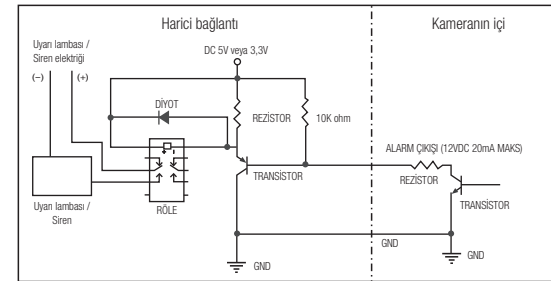 Harici bağlantı
Kameranın içi
Uyarı lambası /
Siren elektriği
(−)
(+)
DC 5V veya 3,3V
DİYOT
REZİSTOR
10K ohm
ALARM ÇIKIŞI (12VDC 20mA MAKS)
REZİSTOR
TRANSİSTOR
TRANSİSTOR
RÖLE
Uyarı lambası /
Siren
GND
GND
GND